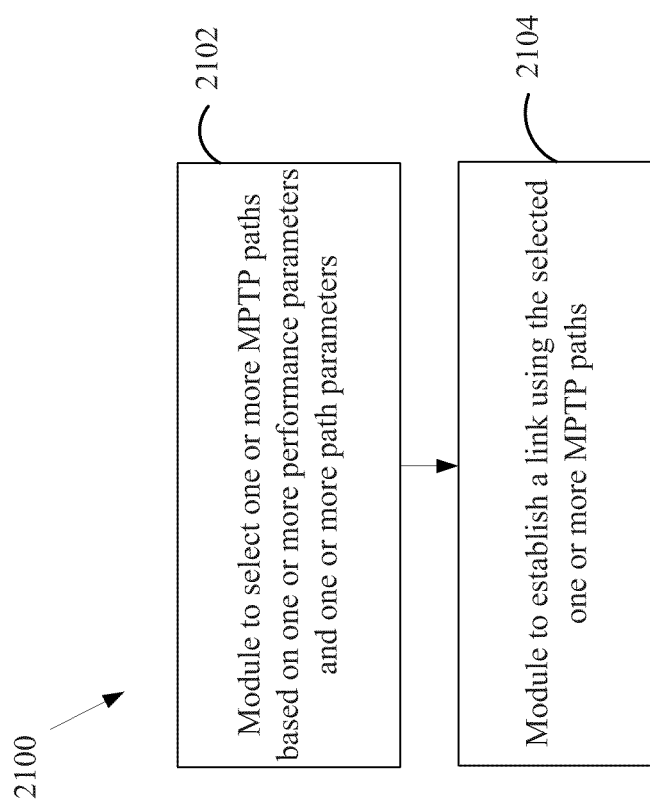 2100
2102
Module to select one or more MPTP paths
based on one or more performance parameters
and one or more path parameters
2104
Module to establish a link using the selected
one or more MPTP paths